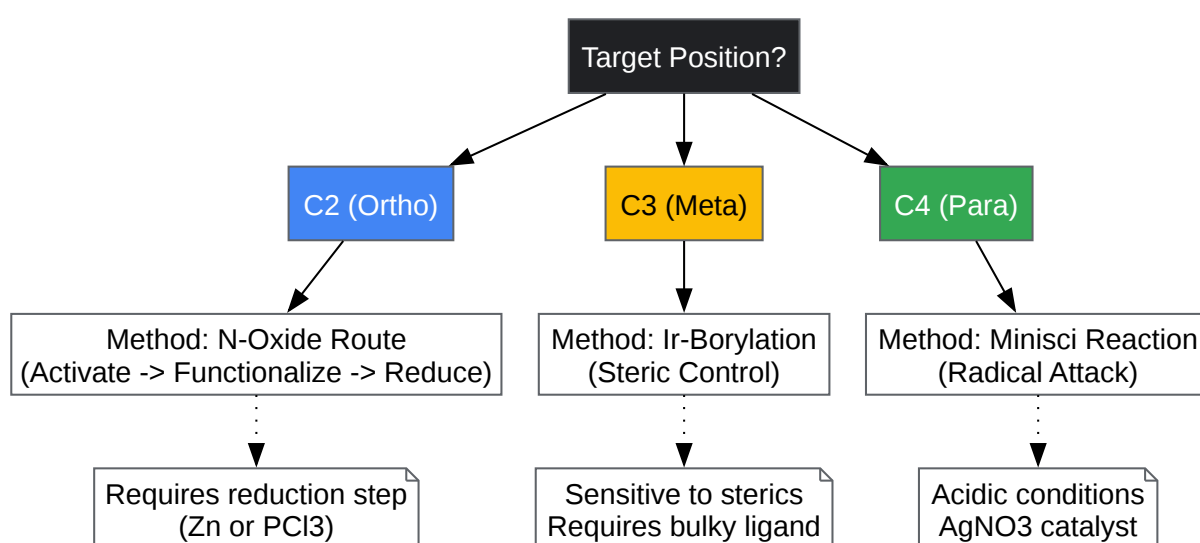 Target Position?
C2 (Ortho)
C3 (Meta)
C4 (Para)
Method: N-Oxide Route
(Activate -> Functionalize -> Reduce)
Method: Ir-Borylation
(Steric Control)
Method: Minisci Reaction
(Radical Attack)
Requires reduction step
(Zn or PCl3)
Sensitive to sterics
Requires bulky ligand
Acidic conditions
AgNO3 catalyst